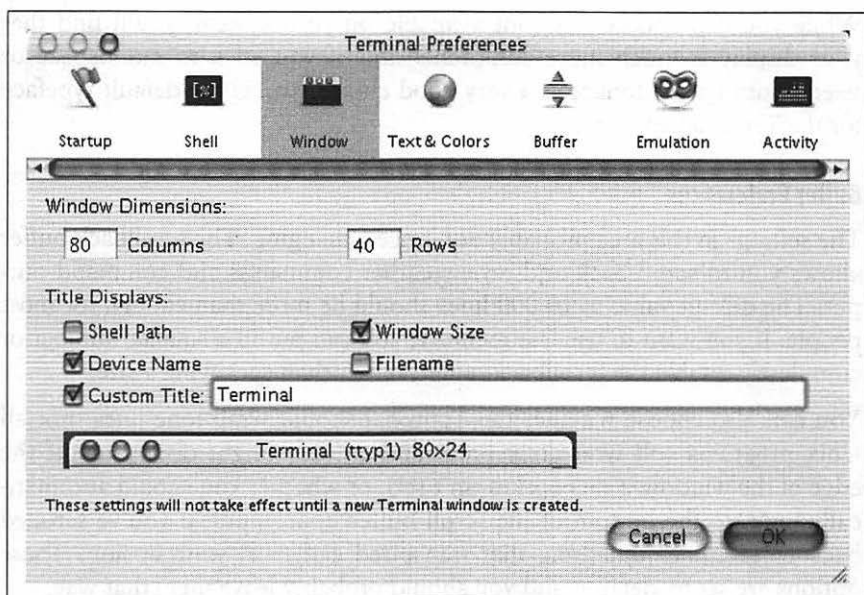 Terminal Preferences
Startup Shell Window Text & Colors Buffer Emulation Activity
Window Dimensions:
80 Columns 40 Rows
Title Displays:
Shell Path Window Size
Device Name Filename
Custom Title: Terminal
Terminal (ttyp1) 80x24
These settings will not take effect until a new Terminal window is created.
Cancel OK